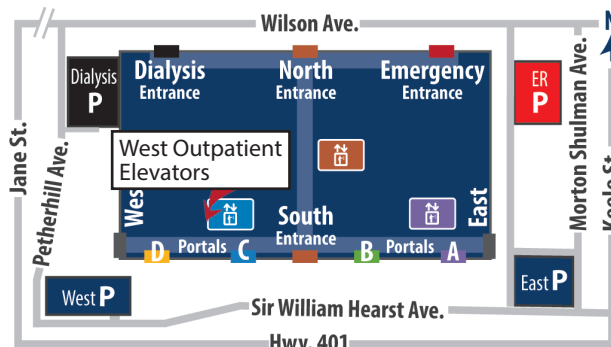 Wilson Ave.
N
Dialysis
P
Dialysis
Entrance
North
Entrance
Emergency
Entrance
ER
P
Jane St.
Petherhill Ave.
West Outpatient
Elevators
Wes
South
Entrance
East
Morton Shulman Ave.
Keele St.
D
Portals
C
B
Portals
A
West P
East P
Sir William Hearst Ave.
Hwy. 401